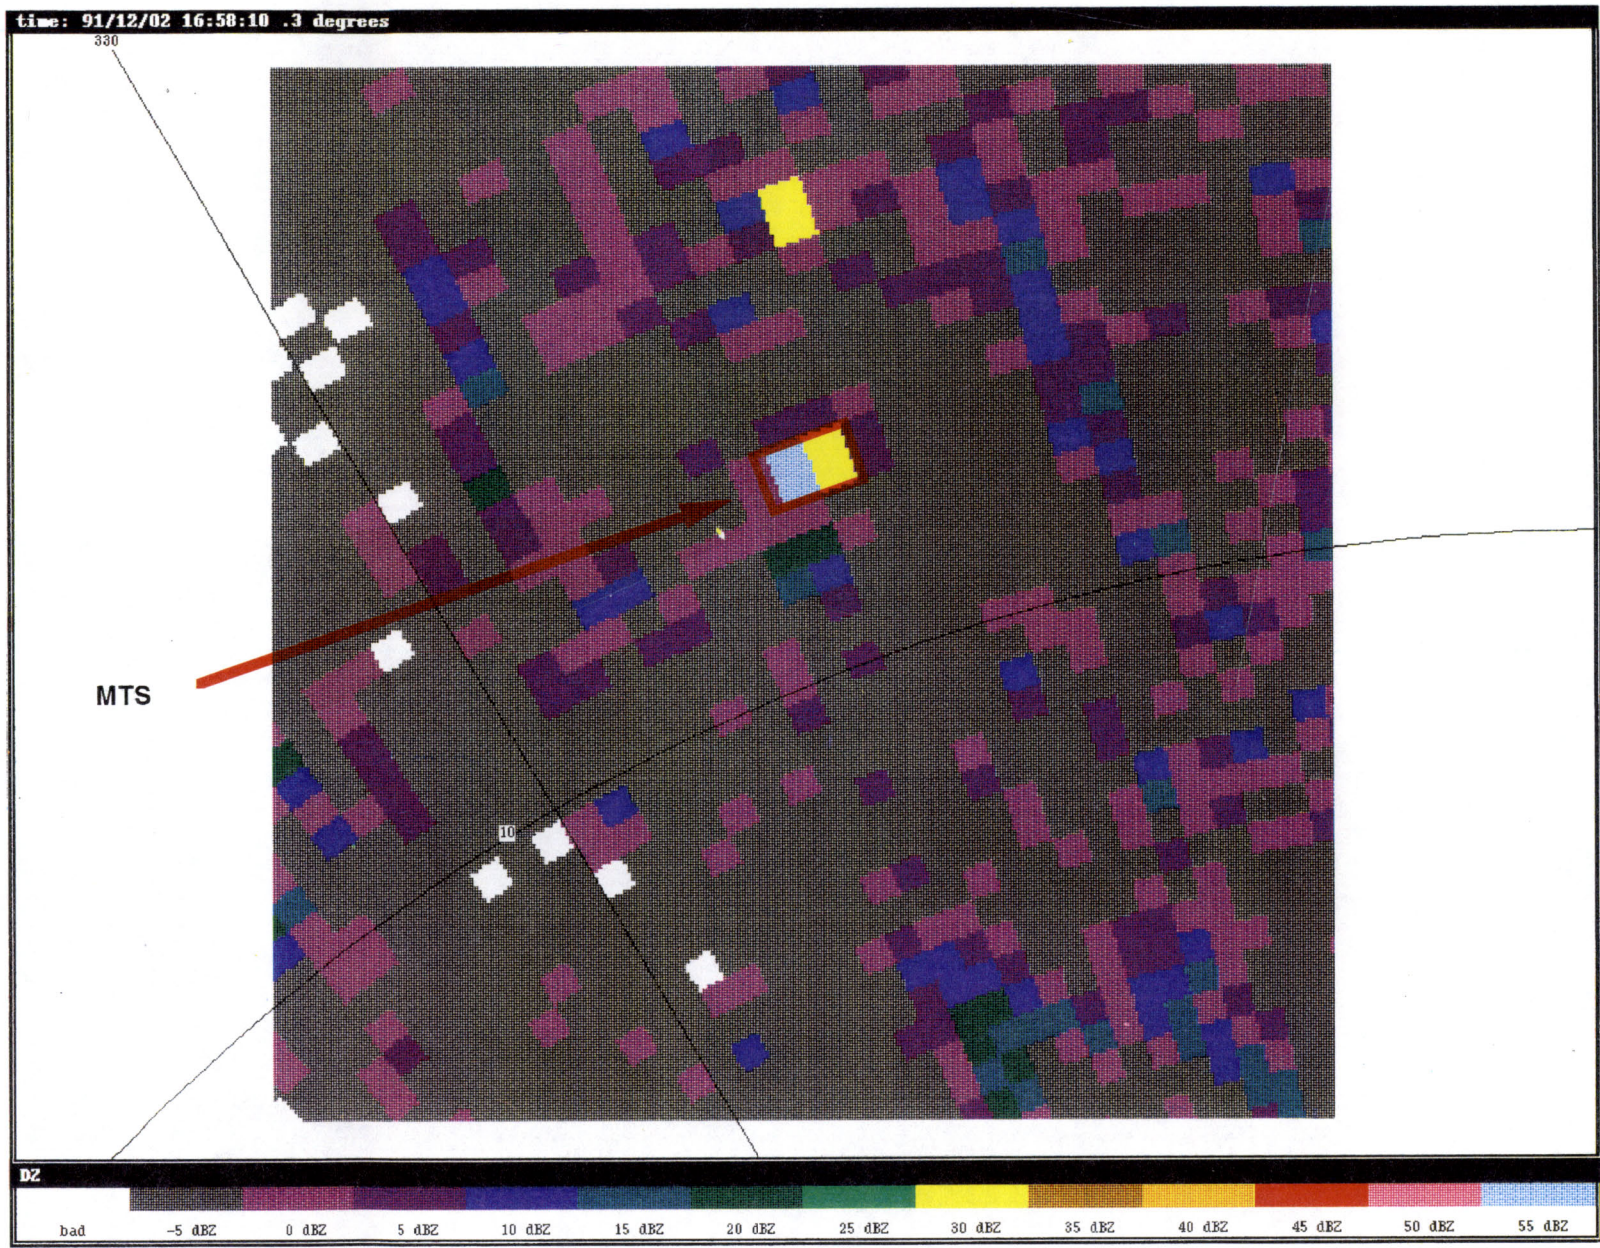 time: 91/12/02 16:58:10 .3 degrees
330
MTS
10
DZ
bad -5 dBZ 0 dBZ 5 dBZ 10 dBZ 15 dBZ 20 dBZ 25 dBZ 30 dBZ 35 dBZ 40 dBZ 45 dBZ 50 dBZ 55 dBZ